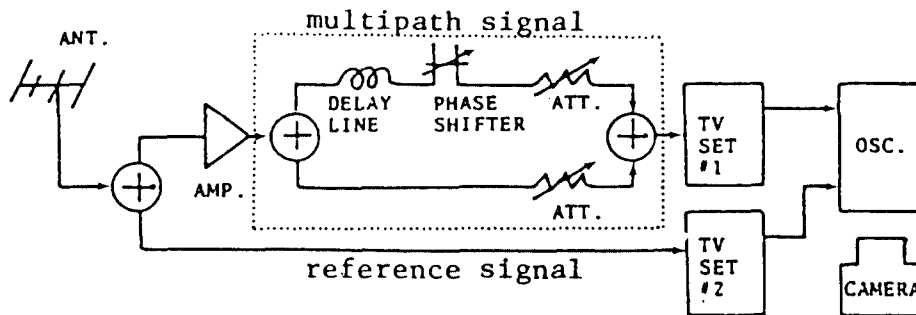 multipath signal
ANT.
DELAY
LINE
PHASE
SHIFTER
ATT.
AMP.
ATT.
TV
SET
#1
OSC.
reference signal
TV
SET
#2
CAMERA